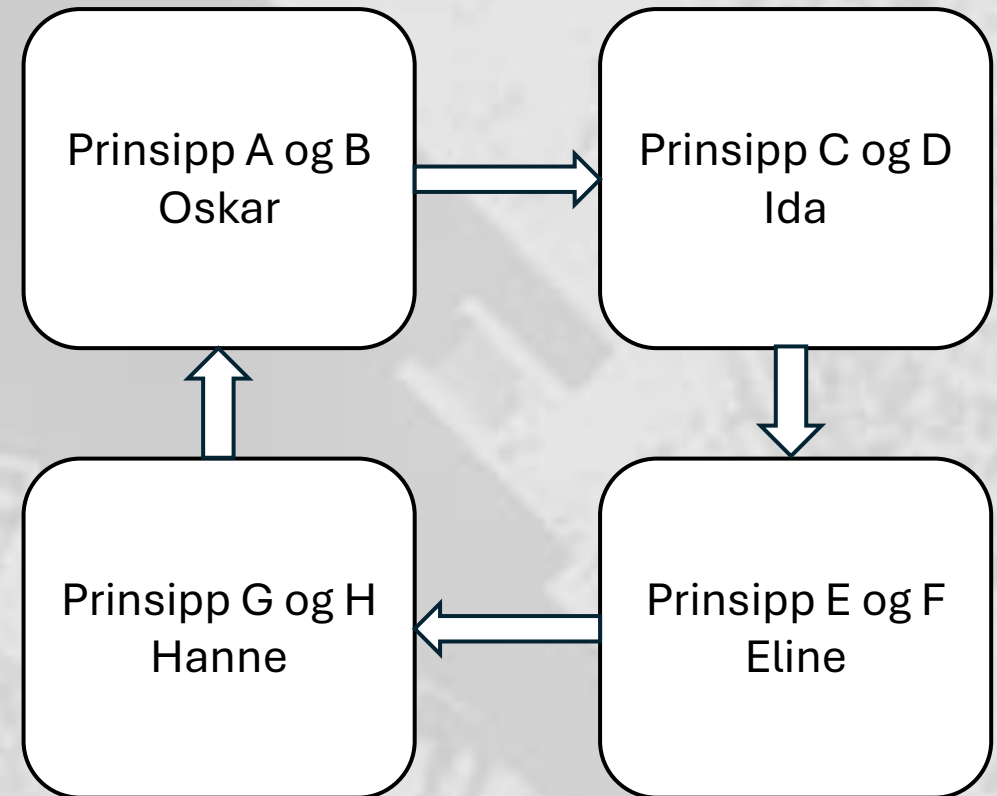 Prinsipp A og B
Oskar
Prinsipp C og D
Ida
Prinsipp G og H
Hanne
Prinsipp E og F
Eline